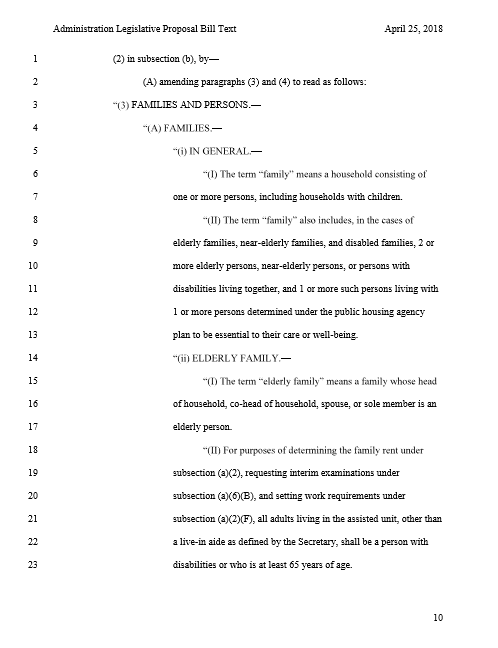 Administration Legislative Proposal Bill Text April 25, 2018
1 (2) in subsection (b), by—
2 (A) amending paragraphs (3) and (4) to read as follows:
3 “(3) FAMILIES AND PERSONS.—
4 “(A) FAMILIES.—
5 “(i) IN GENERAL.—
6 “(I) The term “family” means a household consisting of
7 one or more persons, including households with children.
8 “(II) The term “family” also includes, in the cases of
9 elderly families, near-elderly families, and disabled families, 2 or
10 more elderly persons, near-elderly persons, or persons with
11 disabilities living together, and 1 or more such persons living with
12 1 or more persons determined under the public housing agency
13 plan to be essential to their care or well-being.
14 “(ii) ELDERLY FAMILY.—
15 “(I) The term “elderly family” means a family whose head
16 of household, co-head of household, spouse, or sole member is an
17 elderly person.
18 “(II) For purposes of determining the family rent under
19 subsection (a)(2), requesting interim examinations under
20 subsection (a)(6)(B), and setting work requirements under
21 subsection (a)(2)(F), all adults living in the assisted unit, other than
22 a live-in aide as defined by the Secretary, shall be a person with
23 disabilities or who is at least 65 years of age.
10